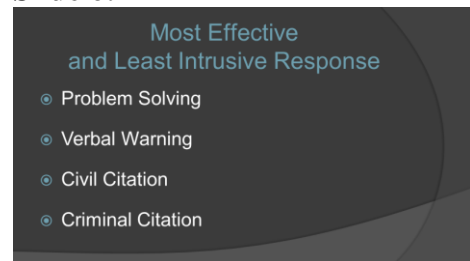 Most Effective
and Least Intrusive Response
Problem Solving
Verbal Warning
Civil Citation
Criminal Citation